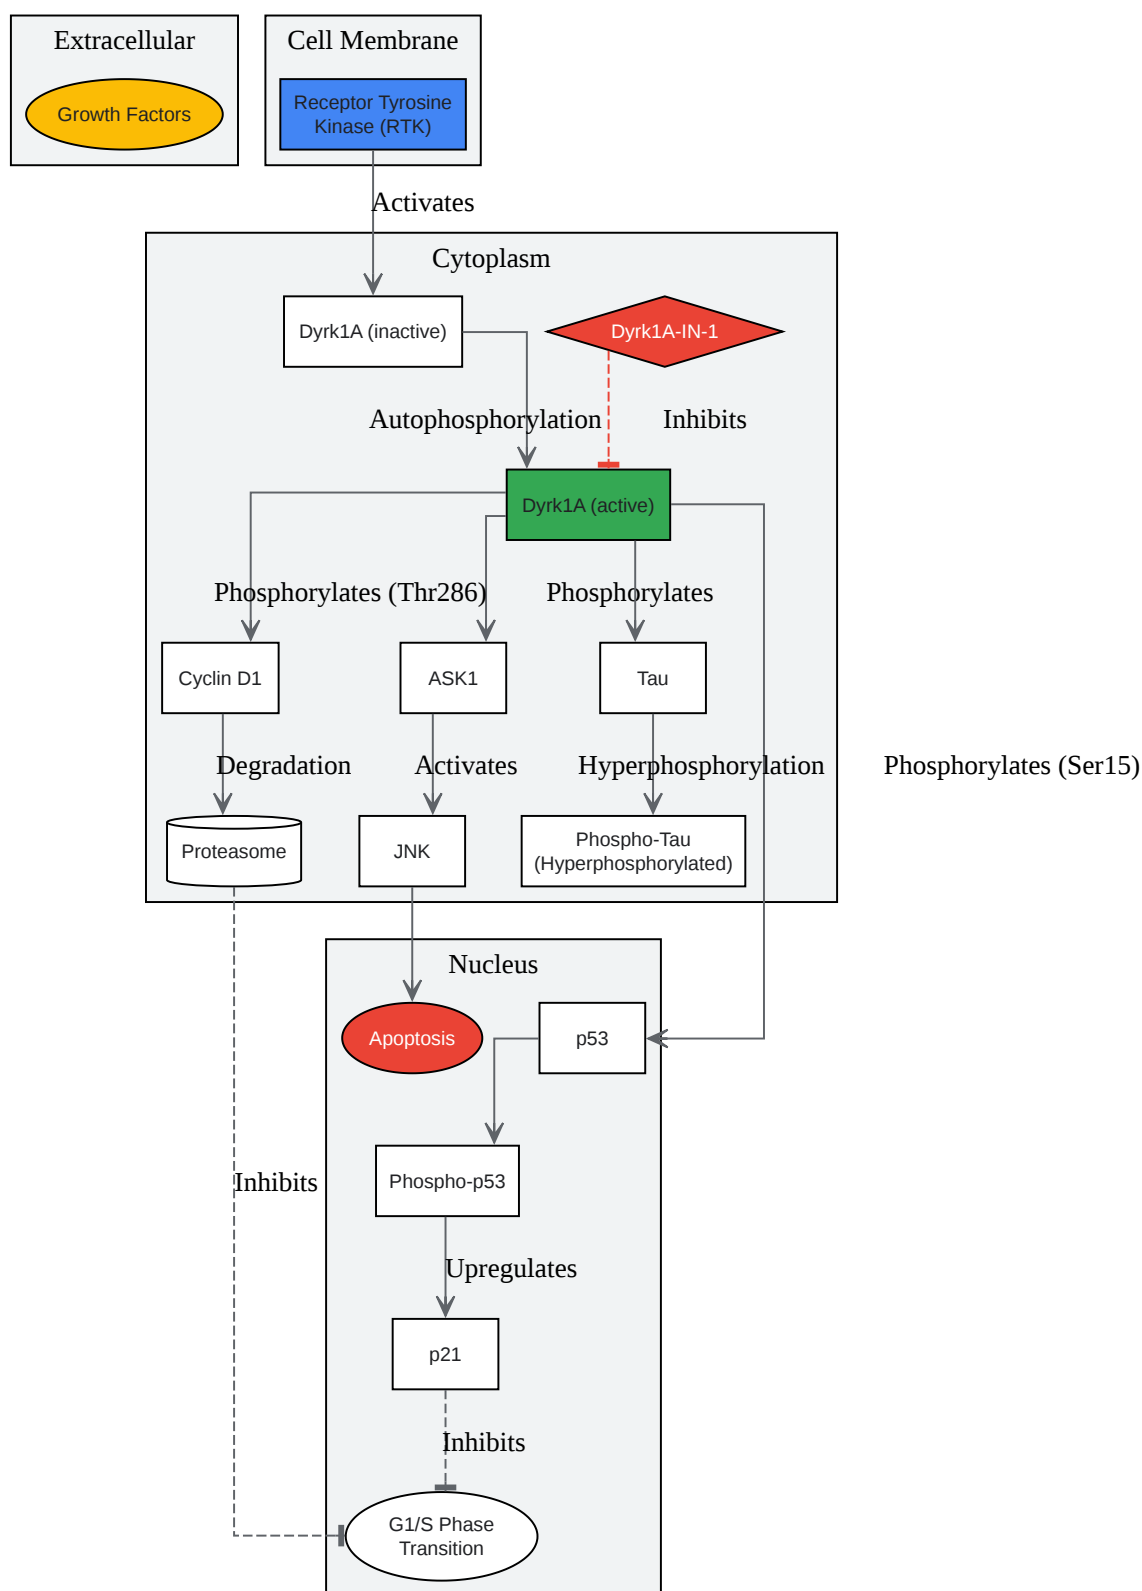 Extracellular
Cell Membrane
Growth Factors
Receptor Tyrosine
Kinase (RTK)
Activates
Cytoplasm
Dyrk1A (inactive)
Dyrk1A-IN-1
Autophosphorylation
Inhibits
Dyrk1A (active)
Phosphorylates (Thr286)
Phosphorylates
Cyclin D1
ASK1
Tau
Degradation
Activates
Hyperphosphorylation
Phosphorylates (Ser15)
Proteasome
JNK
Phospho-Tau
(Hyperphosphorylated)
Nucleus
Apoptosis
p53
Phospho-p53
Inhibits
Upregulates
p21
Inhibits
G1/S Phase
Transition